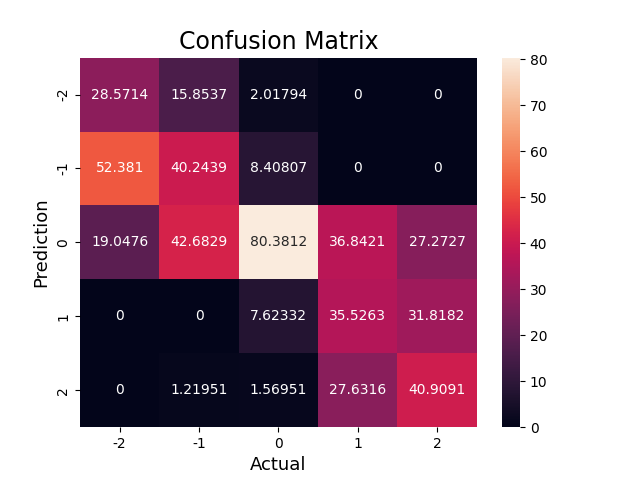 Confusion Matrix
-2 28.5714 15.8537 2.01794 0 0
-1 52.381 40.2439 8.40807 0 0
0 19.0476 42.6829 80.3812 36.8421 27.2727
1 0 0 7.62332 35.5263 31.8182
2 0 1.21951 1.56951 27.6316 40.9091
-2 -1 0 1 2
Prediction
Actual
80
70
60
50
40
30
20
10
0